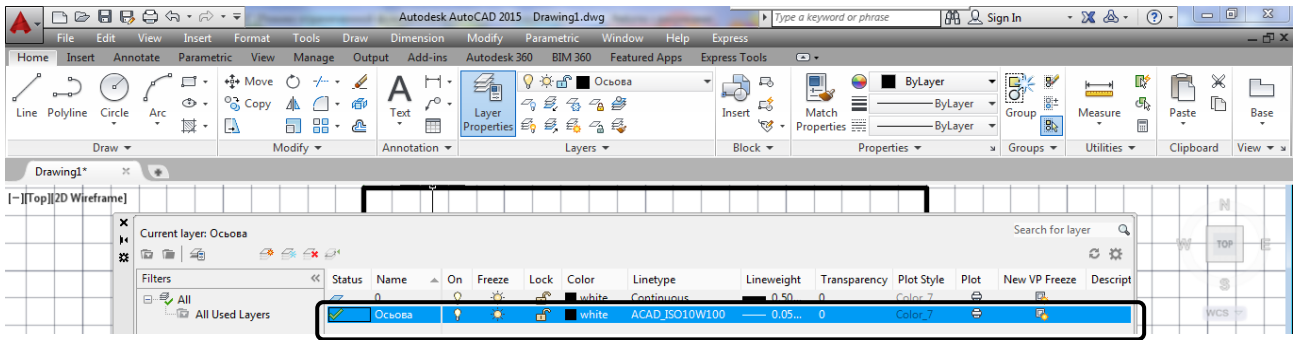 Autodesk AutoCAD 2015 Drawing1.dwg Type a keyword or phrase Sign In
File Edit View Insert Format Tools Draw Dimension Modify Parametric Window Help Express
Home Insert Annotate Parametric View Manage Output Add-ins Autodesk 360 BIM 360 Featured Apps Express Tools
Line Polyline Circle Arc Move Copy Text Layer Properties Осьова Insert Match Properties ByLayer ByLayer ByLayer Group Measure Paste Base
Draw Modify Annotation Layers Block Properties Groups Utilities Clipboard View
Drawing1*
[−][Top][2D Wireframe]
N
W TOP E
S
WCS
Current layer: Осьова Search for layer
Filters Status Name On Freeze Lock Color Linetype Lineweight Transparency Plot Style Plot New VP Freeze Descript
All 0 white Continuous 0.50... 0 Color_7
All Used Layers Осьова white ACAD_ISO10W100 0.05... 0 Color_7